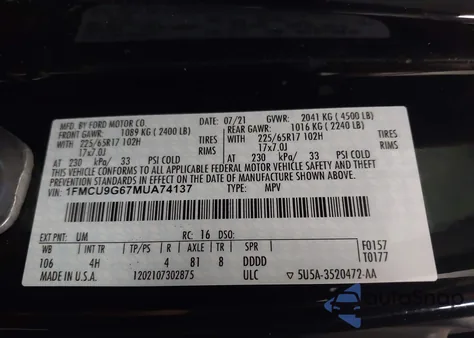 MFD. BY FORD MOTOR CO.
07/21
GVWR: 2041 KG (4500 LB)
FRONT GAWR: 1089 KG (2400 LB)
REAR GAWR: 1016 KG (2240 LB)
WITH 225/65R17 102H TIRES
WITH 225/65R17 102H TIRES
17x7.0J
17x7.0J
AT 230 kPa/ 33 PSI COLD
AT 230 kPa/ 33 PSI COLD
THIS VEHICLE CONFORMS TO ALL APPLICABLE FEDERAL MOTOR VEHICLE SAFETY
AND THEFT PREVENTION STANDARDS IN EFFECT ON THE DATE OF MANUFACTURE
SHOWN ABOVE.
VIN: 1FMCU9G67MUA74137
TYPE: MPV
EXT PNT: UM RC: 16 DSO:
WB INT TR TP/PS R AXLE TR SPR
F0157
106 4H 4 81 8 DDDD
T0177
MADE IN U.S.A. 1202107302875 ULC
5U5A-3520472-AA
AutoSnap